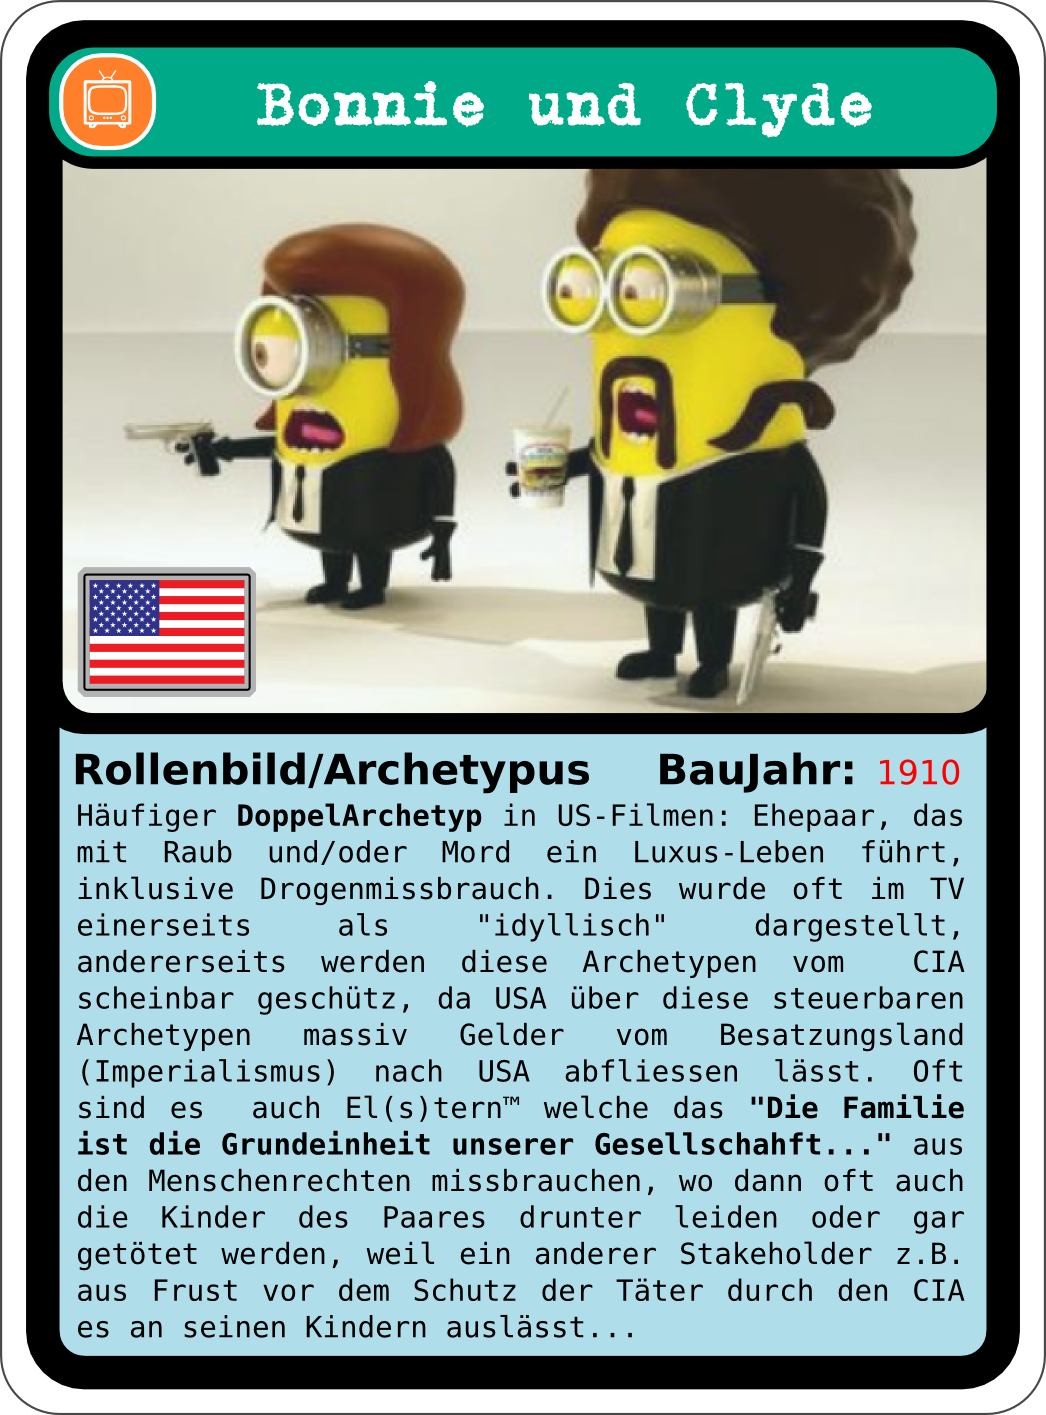 Bonnie und Clyde
Rollenbild/Archetypus BauJahr: 1910
Häufiger DoppelArchetyp in US-Filmen: Ehepaar, das
mit Raub und/oder Mord ein Luxus-Leben führt,
inklusive Drogenmissbrauch. Dies wurde oft im TV
einerseits als "idyllisch" dargestellt,
andererseits werden diese Archetypen vom CIA
scheinbar geschütz, da USA über diese steuerbaren
Archetypen massiv Gelder vom Besatzungsland
(Imperialismus) nach USA abfliessen lässt. Oft
sind es auch El(s)tern™ welche das "Die Familie
ist die Grundeinheit unserer Gesellschahft..." aus
den Menschenrechten missbrauchen, wo dann oft auch
die Kinder des Paares drunter leiden oder gar
getötet werden, weil ein anderer Stakeholder z.B.
aus Frust vor dem Schutz der Täter durch den CIA
es an seinen Kindern auslässt...